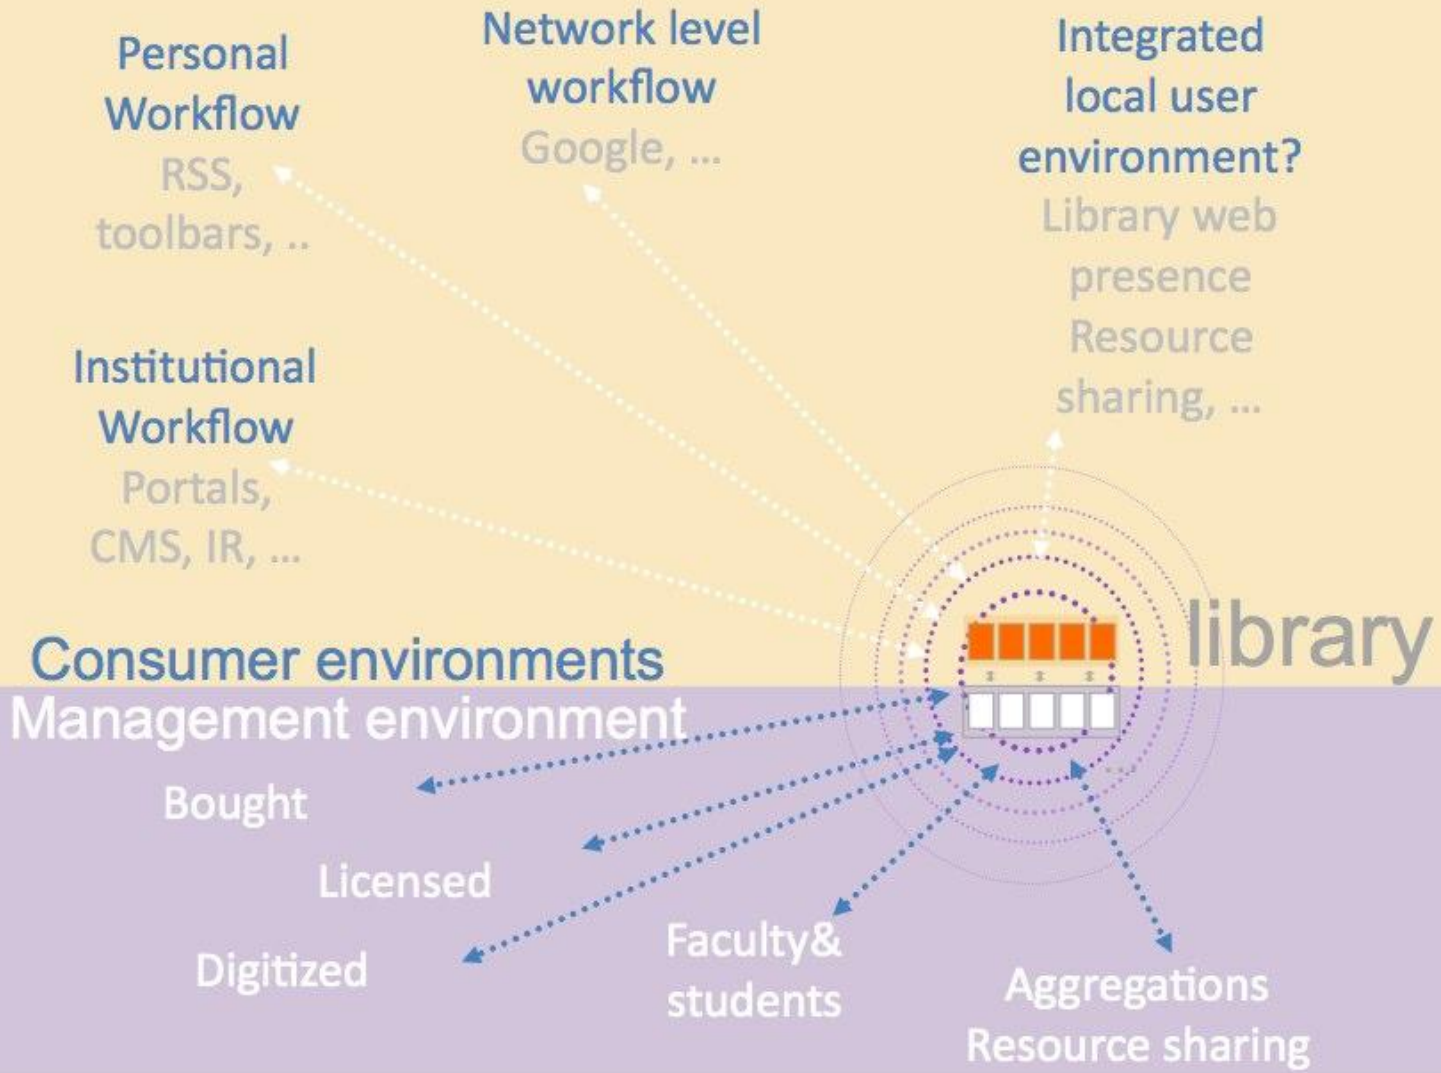 Personal
Workflow
RSS,
toolbars, ..
Network level
workflow
Google, ...
Integrated
local user
environment?
Library web
presence
Resource
sharing, ...
Institutional
Workflow
Portals,
CMS, IR, ...
Consumer environments
library
Management environment
...
Bought
Licensed
Digitized
Faculty&
students
Aggregations
Resource sharing